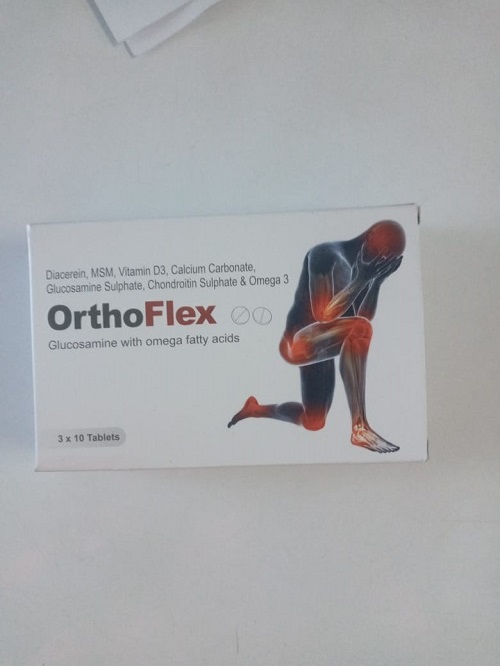 Diacerein, MSM, Vitamin D3, Calcium Carbonate,
Glucosamine Sulphate, Chondroitin Sulphate & Omega 3
OrthoFlex
Glucosamine with omega fatty acids
3 x 10 Tablets